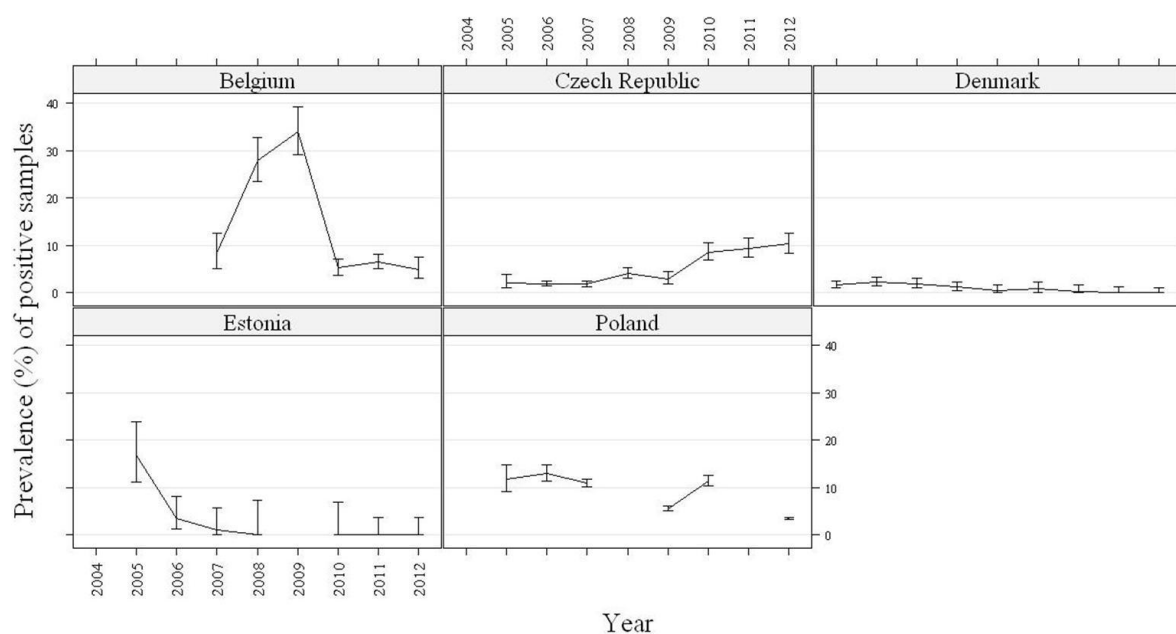 2004 2005 2006 2007 2008 2009 2010 2011 2012
Belgium Czech Republic Denmark
40
30
20
10
0
Estonia Poland
40
30
20
10
0
2004 2005 2006 2007 2008 2009 2010 2011 2012
Prevalence (%) of positive samples
Year